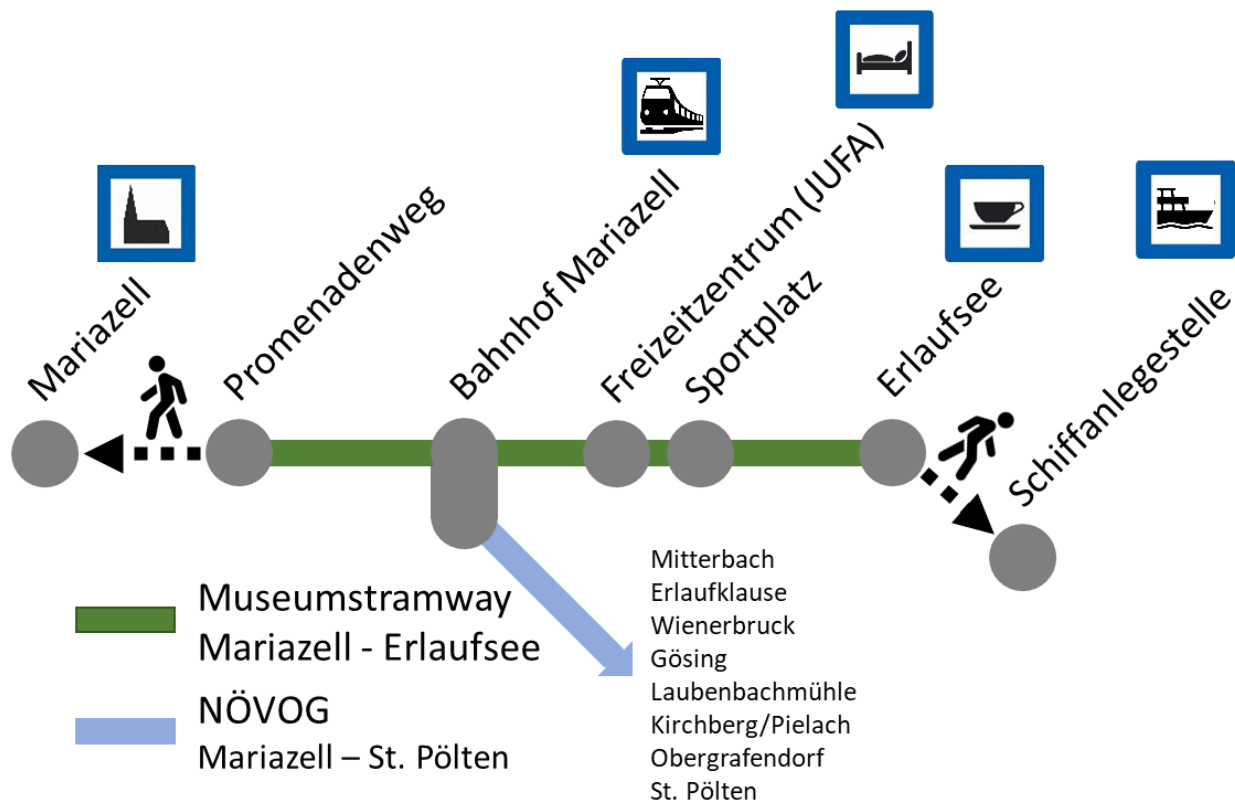 Mariazell
Promenadenweg
Bahnhof Mariazell
Freizeitzentrum (JUFA)
Sportplatz
Erlaufsee
Schiffanlegestelle
Museumstramway
Mariazell - Erlaufsee
NÖVOG
Mariazell – St. Pölten
Mitterbach
Erlaufklause
Wienerbruck
Gösing
Laubenbachmühle
Kirchberg/Pielach
Obergrafendorf
St. Pölten